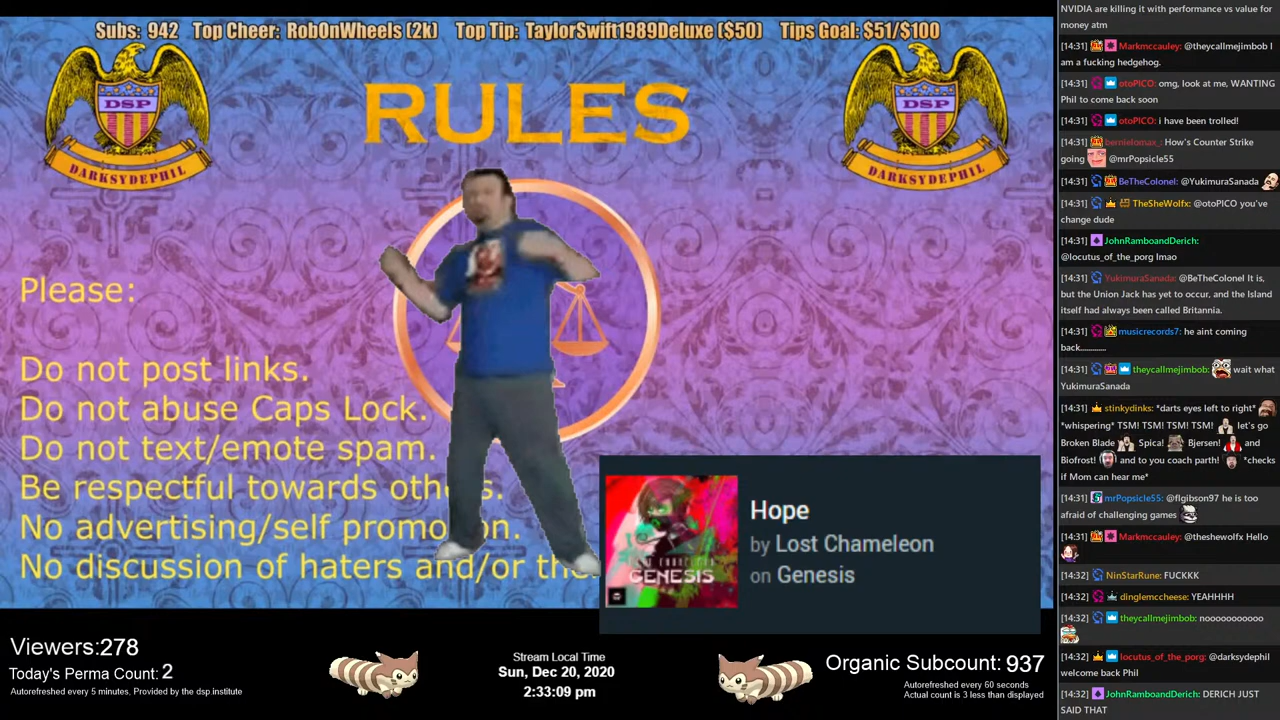 Subs: 942 Top Cheer: RobOnWheels (2k) Top Tip: TaylorSwift1989Deluxe ($50) Tips Goal: $51/$100
DSP
DARKSYDEPHIL
RULES
DSP
DARKSYDEPHIL
Please:
Do not post links.
Do not abuse Caps Lock.
Do not text/emote spam.
Be respectful towards oth s.
No advertising/self promo on.
No discussion of haters and/or the
GENESIS
Hope
by Lost Chameleon
on Genesis
Viewers:278
Today's Perma Count: 2
Autorefreshed every 5 minutes, Provided by the dsp.institute
Stream Local Time
Sun, Dec 20, 2020
2:33:09 pm
Organic Subcount: 937
Autorefreshed every 60 seconds
Actual count is 3 less than displayed
NVIDIA are killing it with performance vs value for
money atm
[14:31] Markmccauley: @theycallmejimbob I
am a fucking hedgehog.
[14:31] otoPICO: omg, look at me, WANTING
Phil to come back soon
[14:31] otoPICO: i have been trolled!
[14:31] bernielomax_: How's Counter Strike
going @mrPopsicle55
[14:31] BeTheColonel: @YukimuraSanada
[14:31] TheSheWolfx: @otoPICO you've
change dude
[14:31] JohnRamboandDerich:
@locutus_of_the_porg lmao
[14:31] YukimuraSanada: @BeTheColonel It is,
but the Union Jack has yet to occur, and the Island
itself had always been called Britannia.
[14:31] musicrecords7: he aint coming
back.............
[14:31] theycallmejimbob: wait what
YukimuraSanada
[14:31] stinkydinks: *darts eyes left to right*
*whispering* TSM! TSM! TSM! TSM! let's go
Broken Blade Spica! Bjersen! and
Biofrost! and to you coach parth! *checks
if Mom can hear me*
[14:31] mrPopsicle55: @flgibson97 he is too
afraid of challenging games
[14:31] Markmccauley: @theshewolfx Hello
[14:32] NinStarRune: FUCKKK
[14:32] dinglemccheese: YEAHHHH
[14:32] theycallmejimbob: nooooooooooo
[14:32] locutus_of_the_porg: @darksydephil
welcome back Phil
[14:32] JohnRamboandDerich: DERICH JUST
SAID THAT